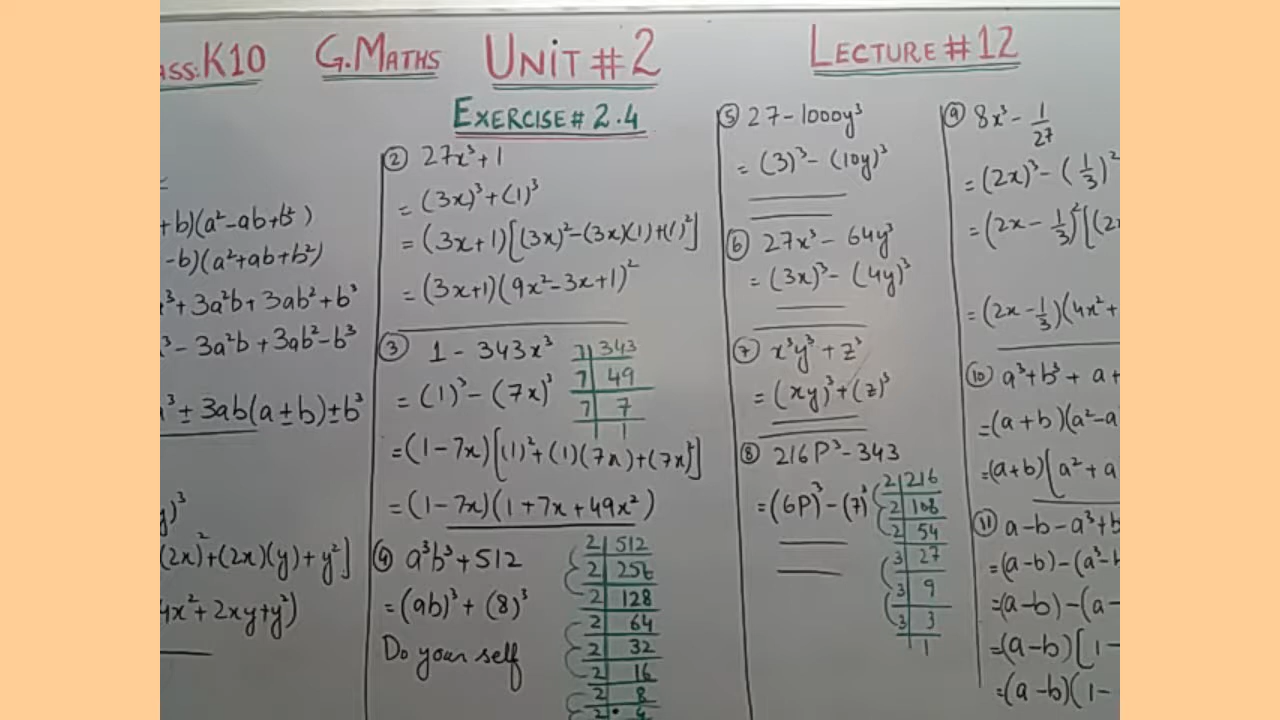 ass:K10 G.MATHS UNIT # 2 LECTURE # 12
EXERCISE # 2.4
+b)(a²-ab+b²)
-b)(a²+ab+b²)
³+3a²b+3ab²+b³
³-3a²b+3ab²-b³
³±3ab(a±b)±b³
)³
(2x)²+(2x)(y)+y²]
4x²+2xy+y²)
② 27x³+1
= (3x)³+(1)³
= (3x+1)[(3x)²-(3x)(1)+(1)²]
= (3x+1)(9x²-3x+1)²
③ 1-343x³
= (1)³-(7x)³
7 | 343
7 | 49
7 | 7
1
= (1-7x)[(1)²+(1)(7x)+(7x)²]
= (1-7x)(1+7x+49x²)
④ a³b³+512
= (ab)³+(8)³
Do your self
2 | 512
2 | 256
2 | 128
2 | 64
2 | 32
2 | 16
2 | 8
2 | 4
⑤ 27-1000y³
= (3)³-(10y)³
⑥ 27x³-64y³
= (3x)³-(4y)³
⑦ x³y³+z³
= (xy)³+(z)³
⑧ 216P³-343
= (6P)³-(7)³
2 | 216
2 | 108
2 | 54
3 | 27
3 | 9
3 | 3
1
⑨ 8x³-1/27
= (2x)³-(1/3)²
= (2x-1/3)²[(2x
= (2x-1/3)(4x²+
⑩ a³+b³+a+
= (a+b)(a²-a
= (a+b)[a²+a
⑪ a-b-a³+b
= (a-b)-(a³-b
= (a-b)-(a-
= (a-b)[1-
= (a-b)(1-